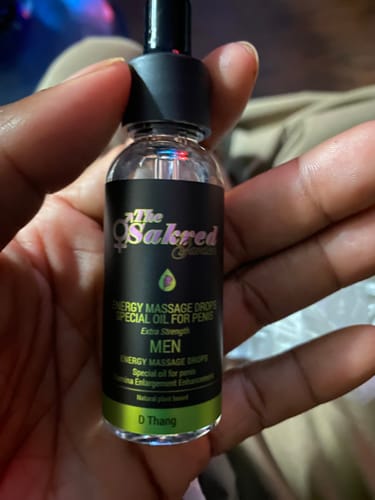 The
Sakred
ENERGY MASSAGE DROPS
SPECIAL OIL FOR PENIS
Extra Strength
MEN
ENERGY MASSAGE DROPS
Special oil for penis
Enlargement Enhancement
Natural plant based
D Thang